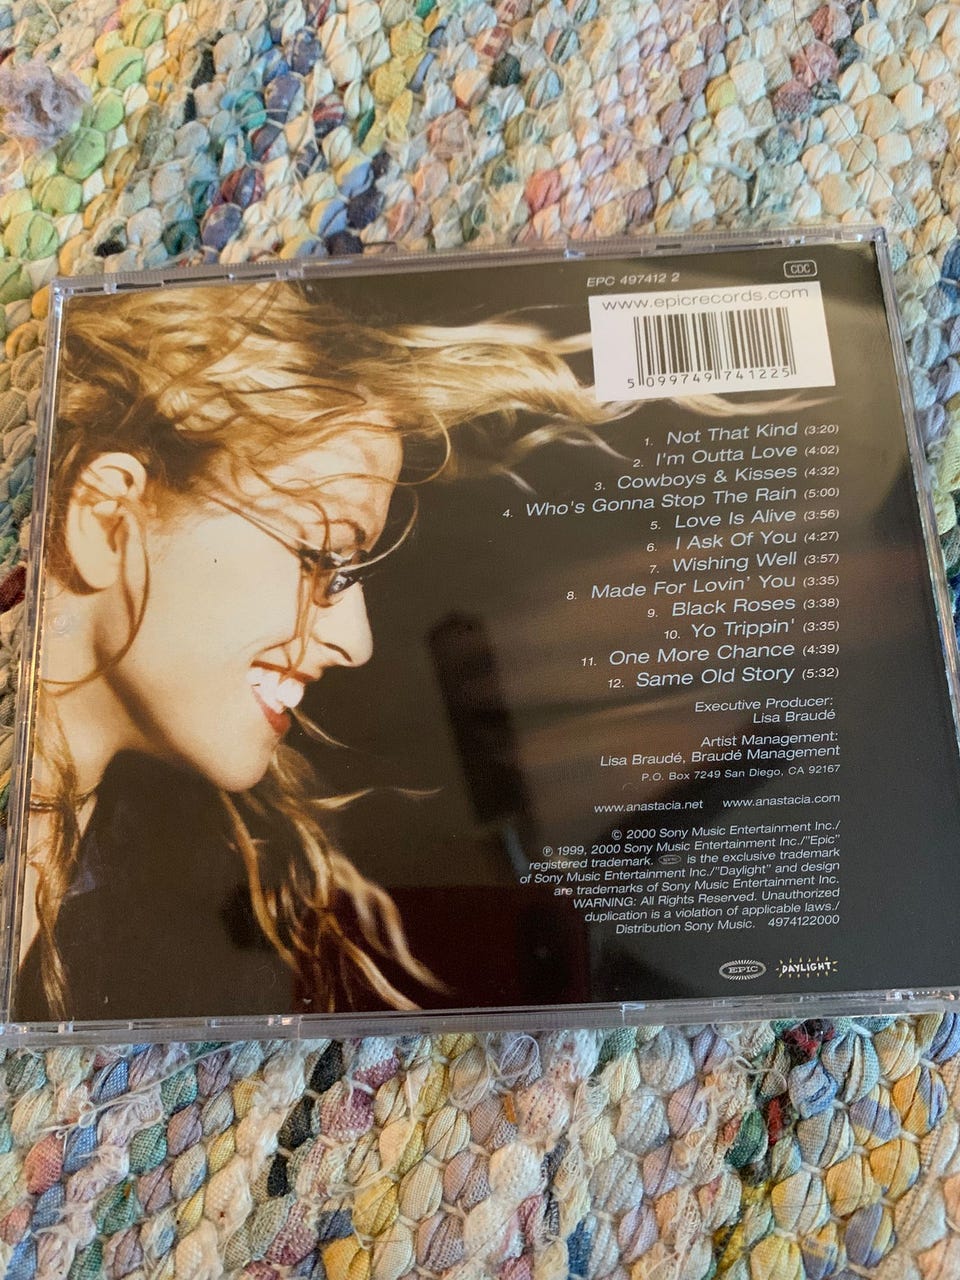 EPC 497412 2
CDC
www.epicrecords.com
5 099749 741225
1. Not That Kind (3:20)
2. I'm Outta Love (4:02)
3. Cowboys & Kisses (4:32)
4. Who's Gonna Stop The Rain (5:00)
5. Love Is Alive (3:56)
6. I Ask Of You (4:27)
7. Wishing Well (3:57)
8. Made For Lovin' You (3:35)
9. Black Roses (3:38)
10. Yo Trippin' (3:35)
11. One More Chance (4:39)
12. Same Old Story (5:32)
Executive Producer:
Lisa Braudé
Artist Management:
Lisa Braudé, Braudé Management
P.O. Box 7249 San Diego, CA 92167
www.anastacia.net www.anastacia.com
© 2000 Sony Music Entertainment Inc./
℗ 1999, 2000 Sony Music Entertainment Inc./"Epic"
registered trademark. EPIC is the exclusive trademark
of Sony Music Entertainment Inc./"Daylight" and design
are trademarks of Sony Music Entertainment Inc.
WARNING: All Rights Reserved. Unauthorized
duplication is a violation of applicable laws./
Distribution Sony Music. 4974122000
EPIC DAYLIGHT